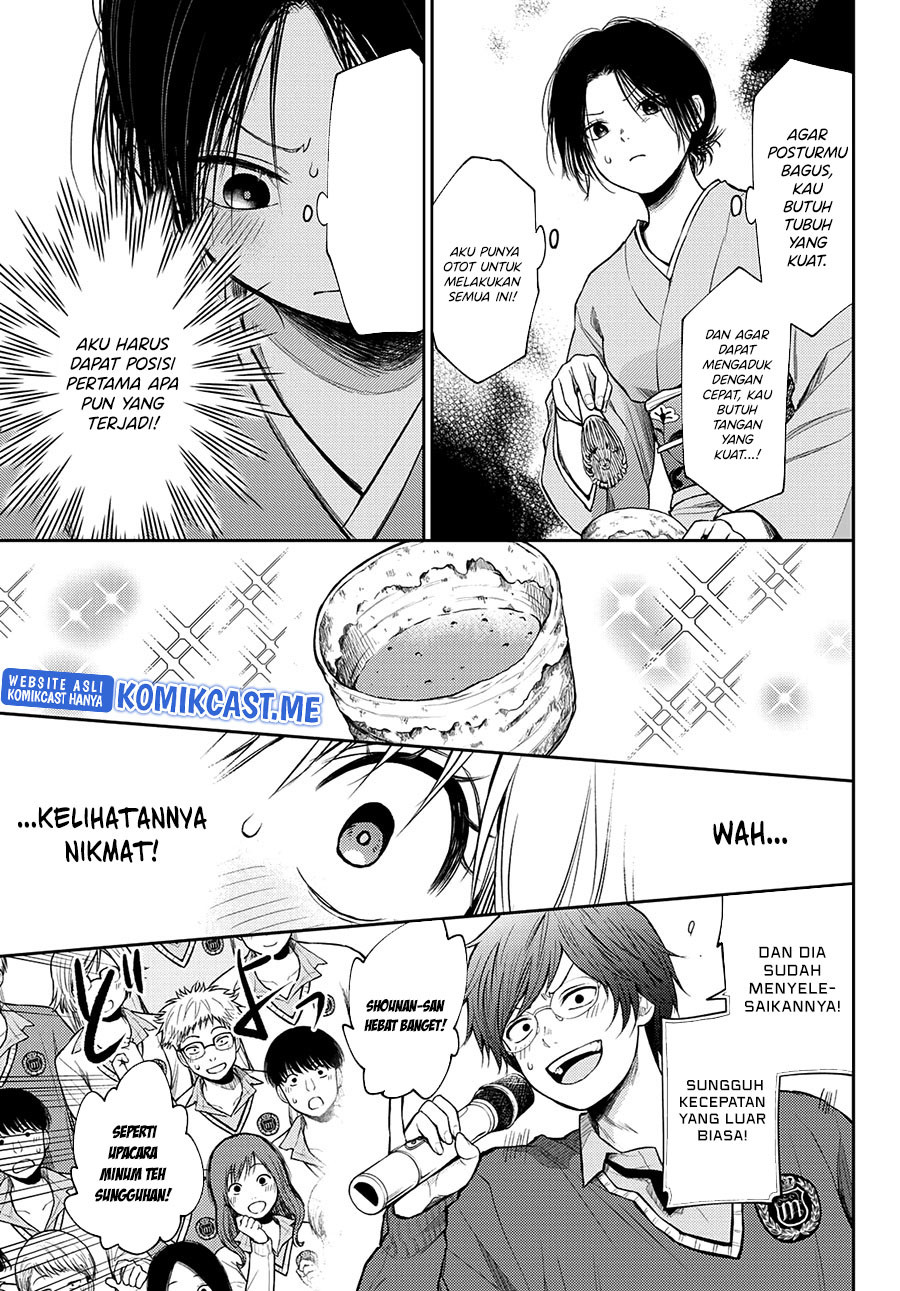 AGAR
POSTURMU
BAGUS,
KAU
BUTUH
TUBUH
YANG
KUAT.
DAN AGAR
DAPAT
MENGADUK
DENGAN
CEPAT, KAU
BUTUH
TANGAN
YANG
KUAT...!
AKU PUNYA
OTOT UNTUK
MELAKUKAN
SEMUA INI!
AKU HARUS
DAPAT POSISI
PERTAMA APA
PUN YANG
TERJADI!
WEBSITE ASLI
KOMIKCAST HANYA
KOMIKCAST.ME
WAH...
...KELIHATANNYA
NIKMAT!
DAN DIA
SUDAH
MENYELE-
SAIKANNYA!
SUNGGUH
KECEPATAN
YANG LUAR
BIASA!
SHOUNAN-SAN
HEBAT BANGET!
どよっ
SEPERTI
UPACARA
MINUM TEH
SUNGGUHAN!